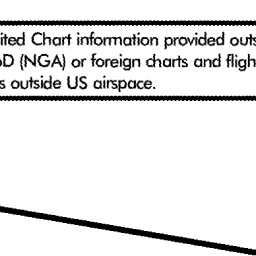 ited Chart information provided outs
D (NGA) or foreign charts and fligh
s outside US airspace.